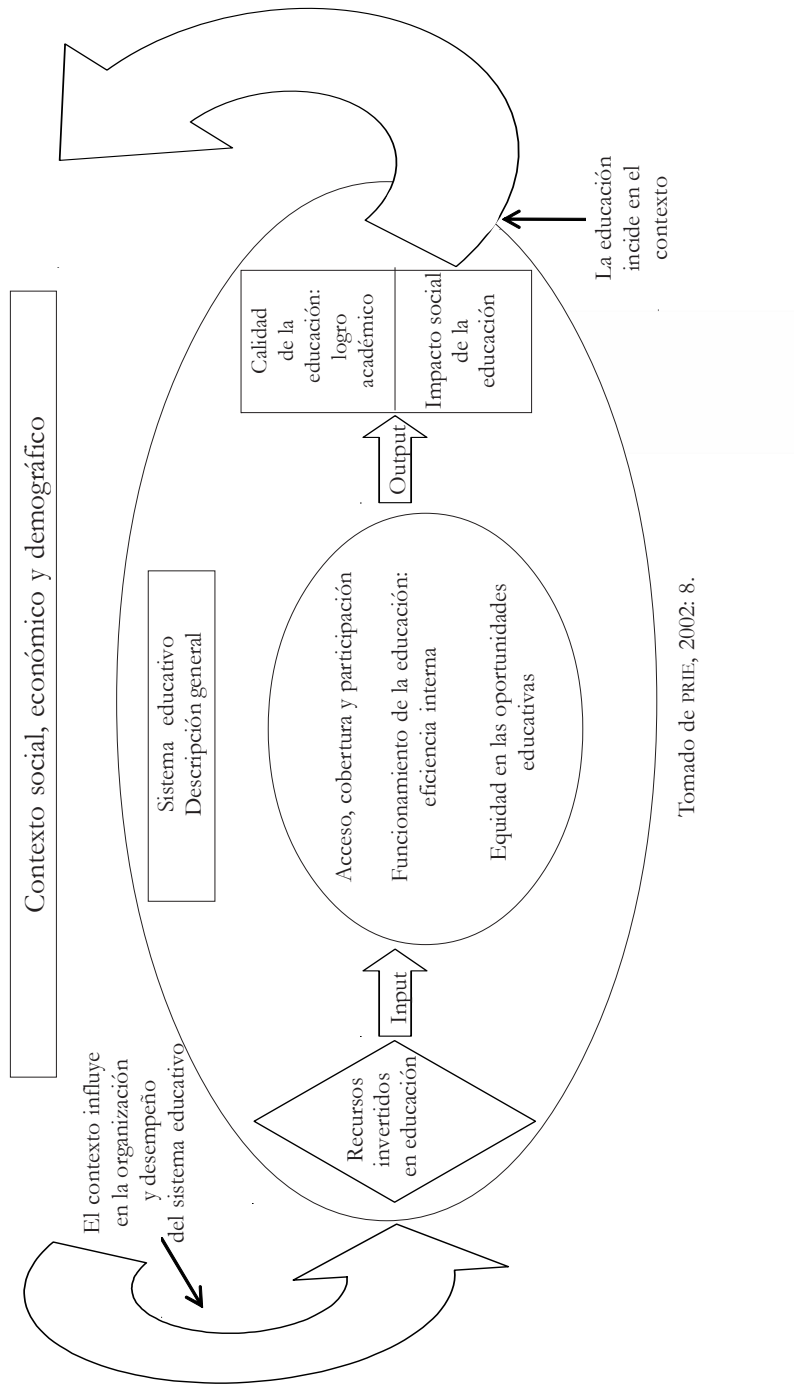 Contexto social, económico y demográfico
El contexto influye
en la organización
y desempeño
del sistema educativo
Sistema educativo
Descripción general
Recursos
invertidos
en educación
Input
Acceso, cobertura y participación
Funcionamiento de la educación:
eficiencia interna
Equidad en las oportunidades
educativas
Output
Calidad
de la
educación:
logro
académico
Impacto social
de la
educación
La educación
incide en el
contexto
Tomado de PRIE, 2002: 8.